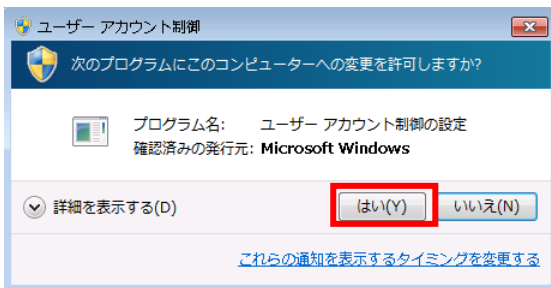 ユーザー アカウント制御
次のプログラムにこのコンピューターへの変更を許可しますか?
プログラム名: ユーザー アカウント制御の設定
確認済みの発行元: Microsoft Windows
詳細を表示する(D)
はい(Y)
いいえ(N)
これらの通知を表示するタイミングを変更する